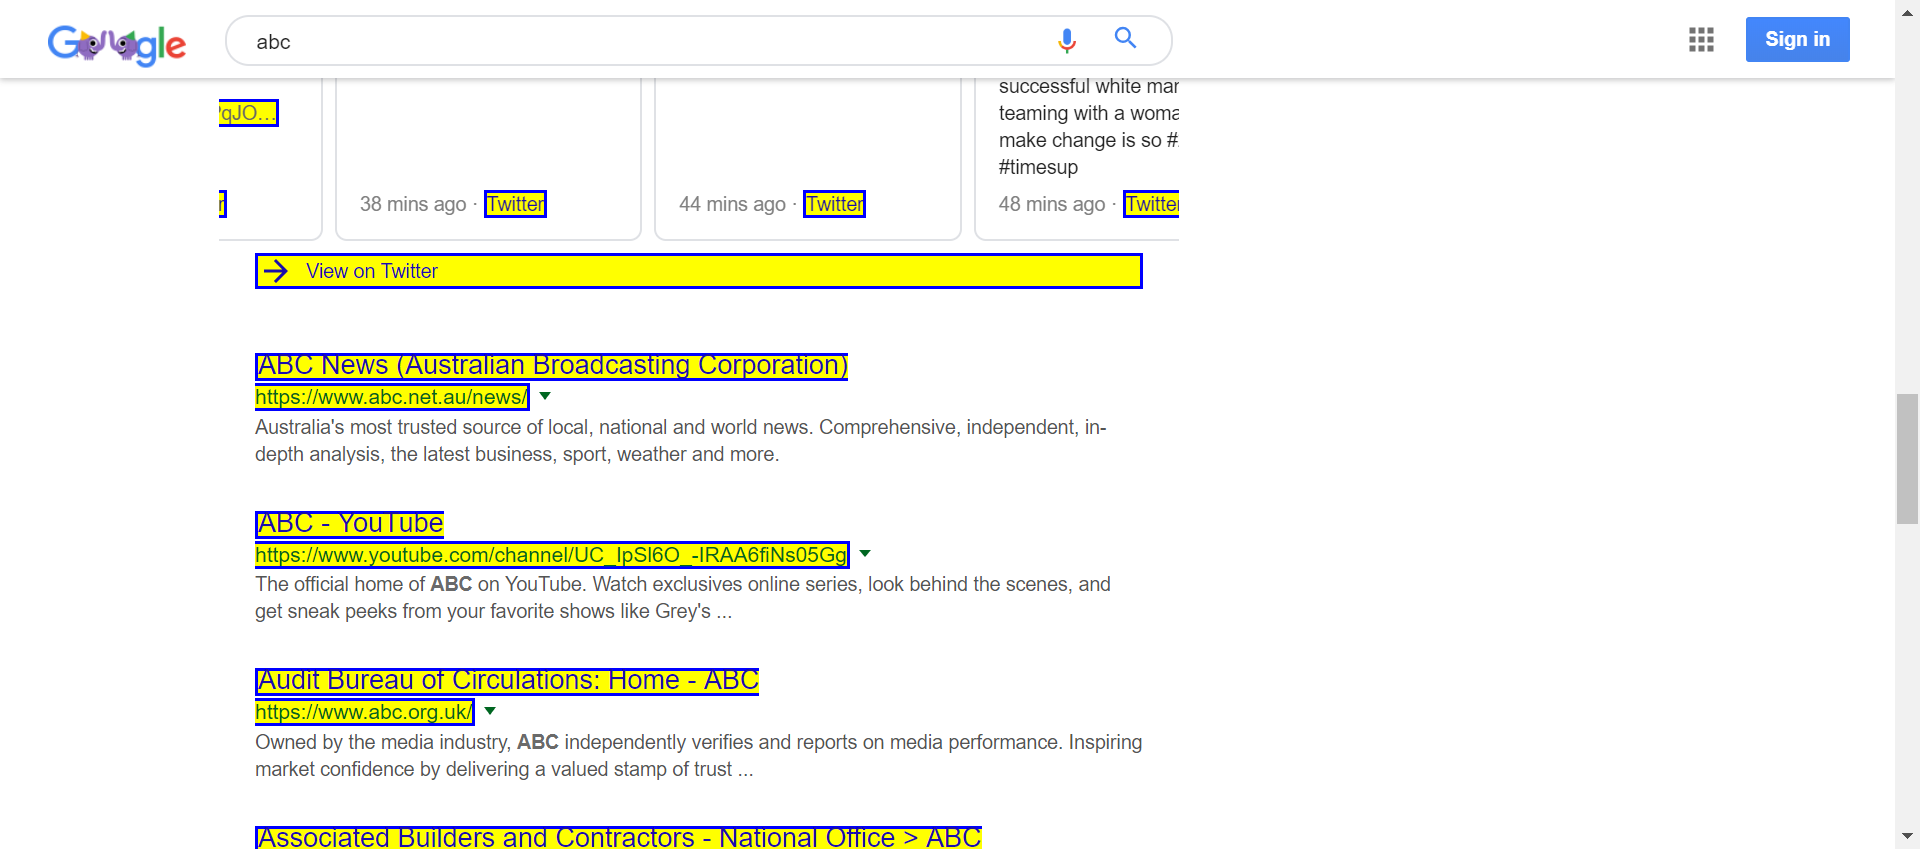 Google
abc
Sign in
qJO...
successful white mar
teaming with a woma
make change is so #
#timesup
38 mins ago · Twitter
44 mins ago · Twitter
48 mins ago · Twitter
View on Twitter
ABC News (Australian Broadcasting Corporation)
https://www.abc.net.au/news/
Australia's most trusted source of local, national and world news. Comprehensive, independent, in-
depth analysis, the latest business, sport, weather and more.
ABC - YouTube
https://www.youtube.com/channel/UC_IpSI6O_-IRAA6fiNs05Gg
The official home of ABC on YouTube. Watch exclusives online series, look behind the scenes, and
get sneak peeks from your favorite shows like Grey's ...
Audit Bureau of Circulations: Home - ABC
https://www.abc.org.uk/
Owned by the media industry, ABC independently verifies and reports on media performance. Inspiring
market confidence by delivering a valued stamp of trust ...
Associated Builders and Contractors - National Office > ABC